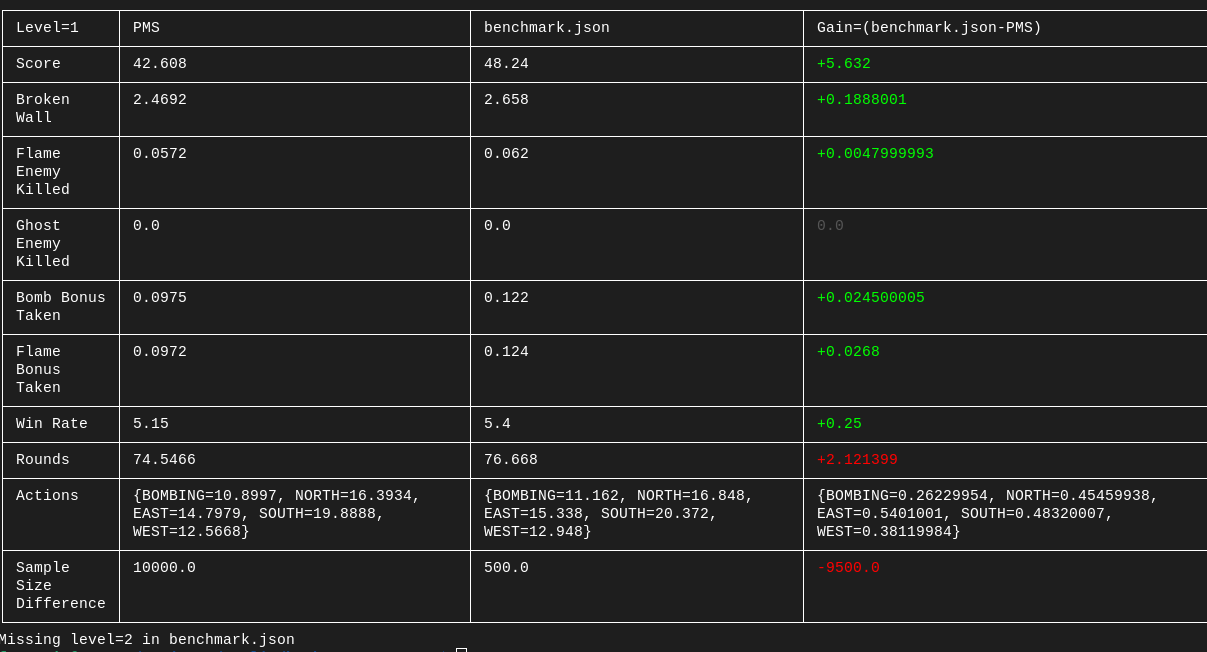 Level=1 PMS benchmark.json Gain=(benchmark.json-PMS)
Score 42.608 48.24 +5.632
Broken 2.4692 2.658 +0.1888001
Wall
Flame 0.0572 0.062 +0.0047999993
Enemy
Killed
Ghost 0.0 0.0 0.0
Enemy
Killed
Bomb Bonus 0.0975 0.122 +0.024500005
Taken
Flame 0.0972 0.124 +0.0268
Bonus
Taken
Win Rate 5.15 5.4 +0.25
Rounds 74.5466 76.668 +2.121399
Actions {BOMBING=10.8997, NORTH=16.3934, {BOMBING=11.162, NORTH=16.848, {BOMBING=0.26229954, NORTH=0.45459938,
EAST=14.7979, SOUTH=19.8888, EAST=15.338, SOUTH=20.372, EAST=0.5401001, SOUTH=0.48320007,
WEST=12.5668} WEST=12.948} WEST=0.38119984}
Sample 10000.0 500.0 -9500.0
Size
Difference
Missing level=2 in benchmark.json